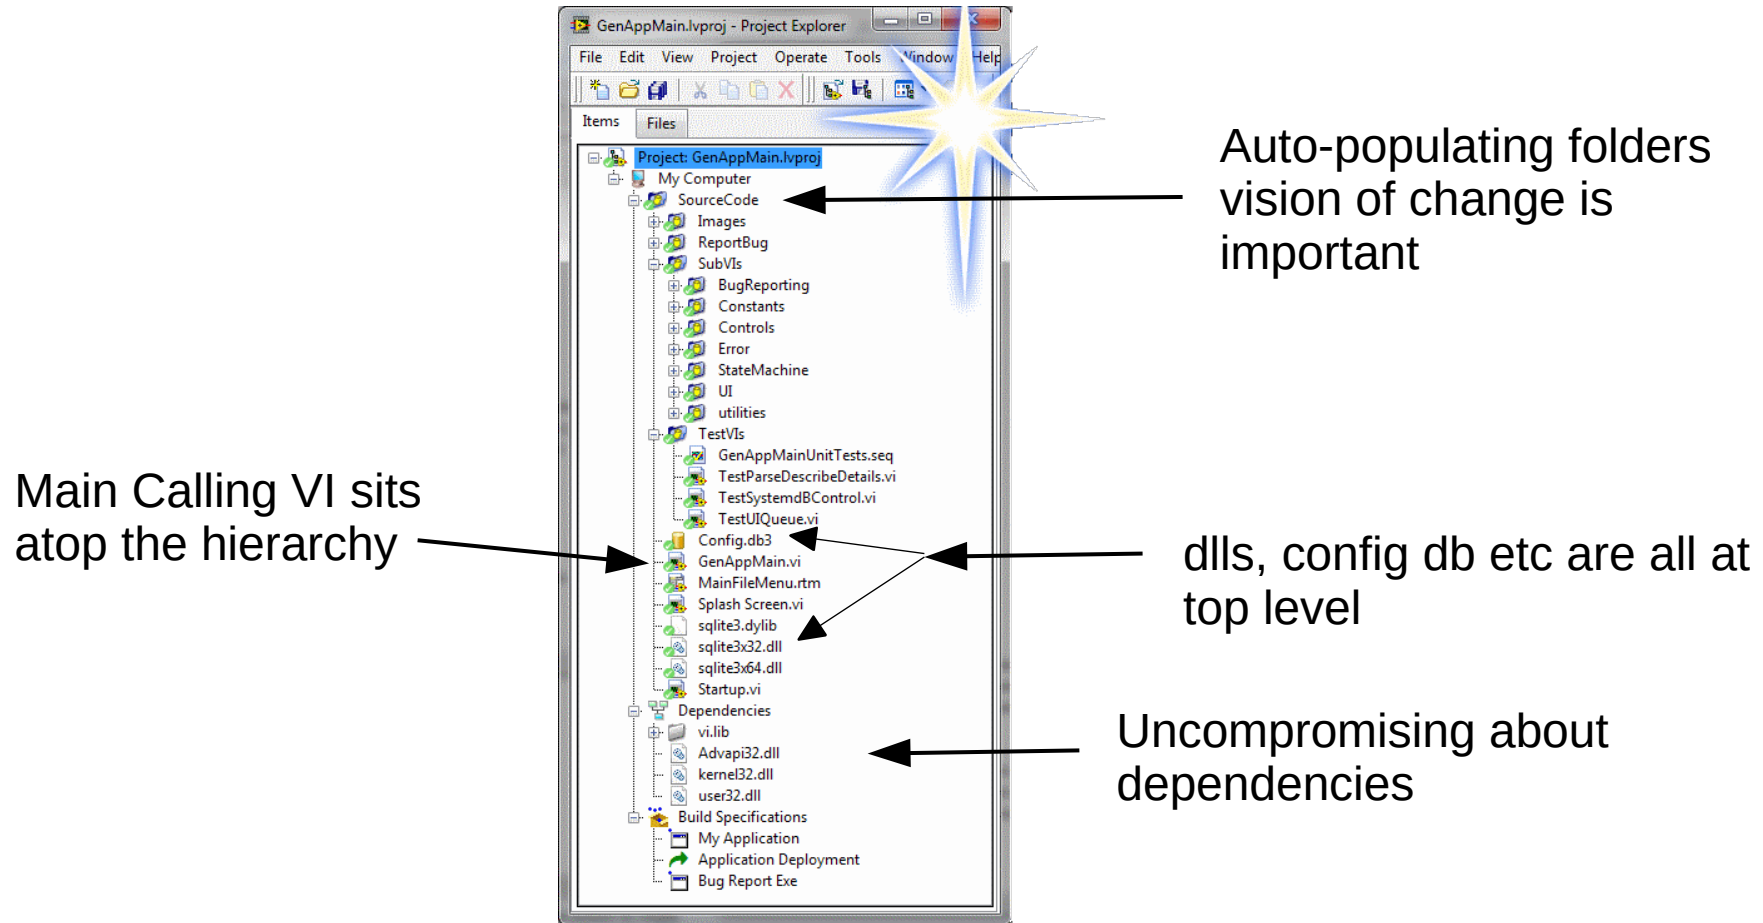 GenAppMain.lvproj - Project Explorer
File Edit View Project Operate Tools Window Help
Items Files
Project: GenAppMain.lvproj
My Computer
SourceCode
Images
ReportBug
SubVIs
BugReporting
Constants
Controls
Error
StateMachine
UI
utilities
TestVIs
GenAppMainUnitTests.seq
TestParseDescribeDetails.vi
TestSystemdBControl.vi
TestUIQueue.vi
Config.db3
GenAppMain.vi
MainFileMenu.rtm
Splash Screen.vi
sqlite3.dylib
sqlite3x32.dll
sqlite3x64.dll
Startup.vi
Dependencies
vi.lib
Advapi32.dll
kernel32.dll
user32.dll
Build Specifications
My Application
Application Deployment
Bug Report Exe
Main Calling VI sits
atop the hierarchy
Auto-populating folders
vision of change is
important
dlls, config db etc are all at
top level
Uncompromising about
dependencies